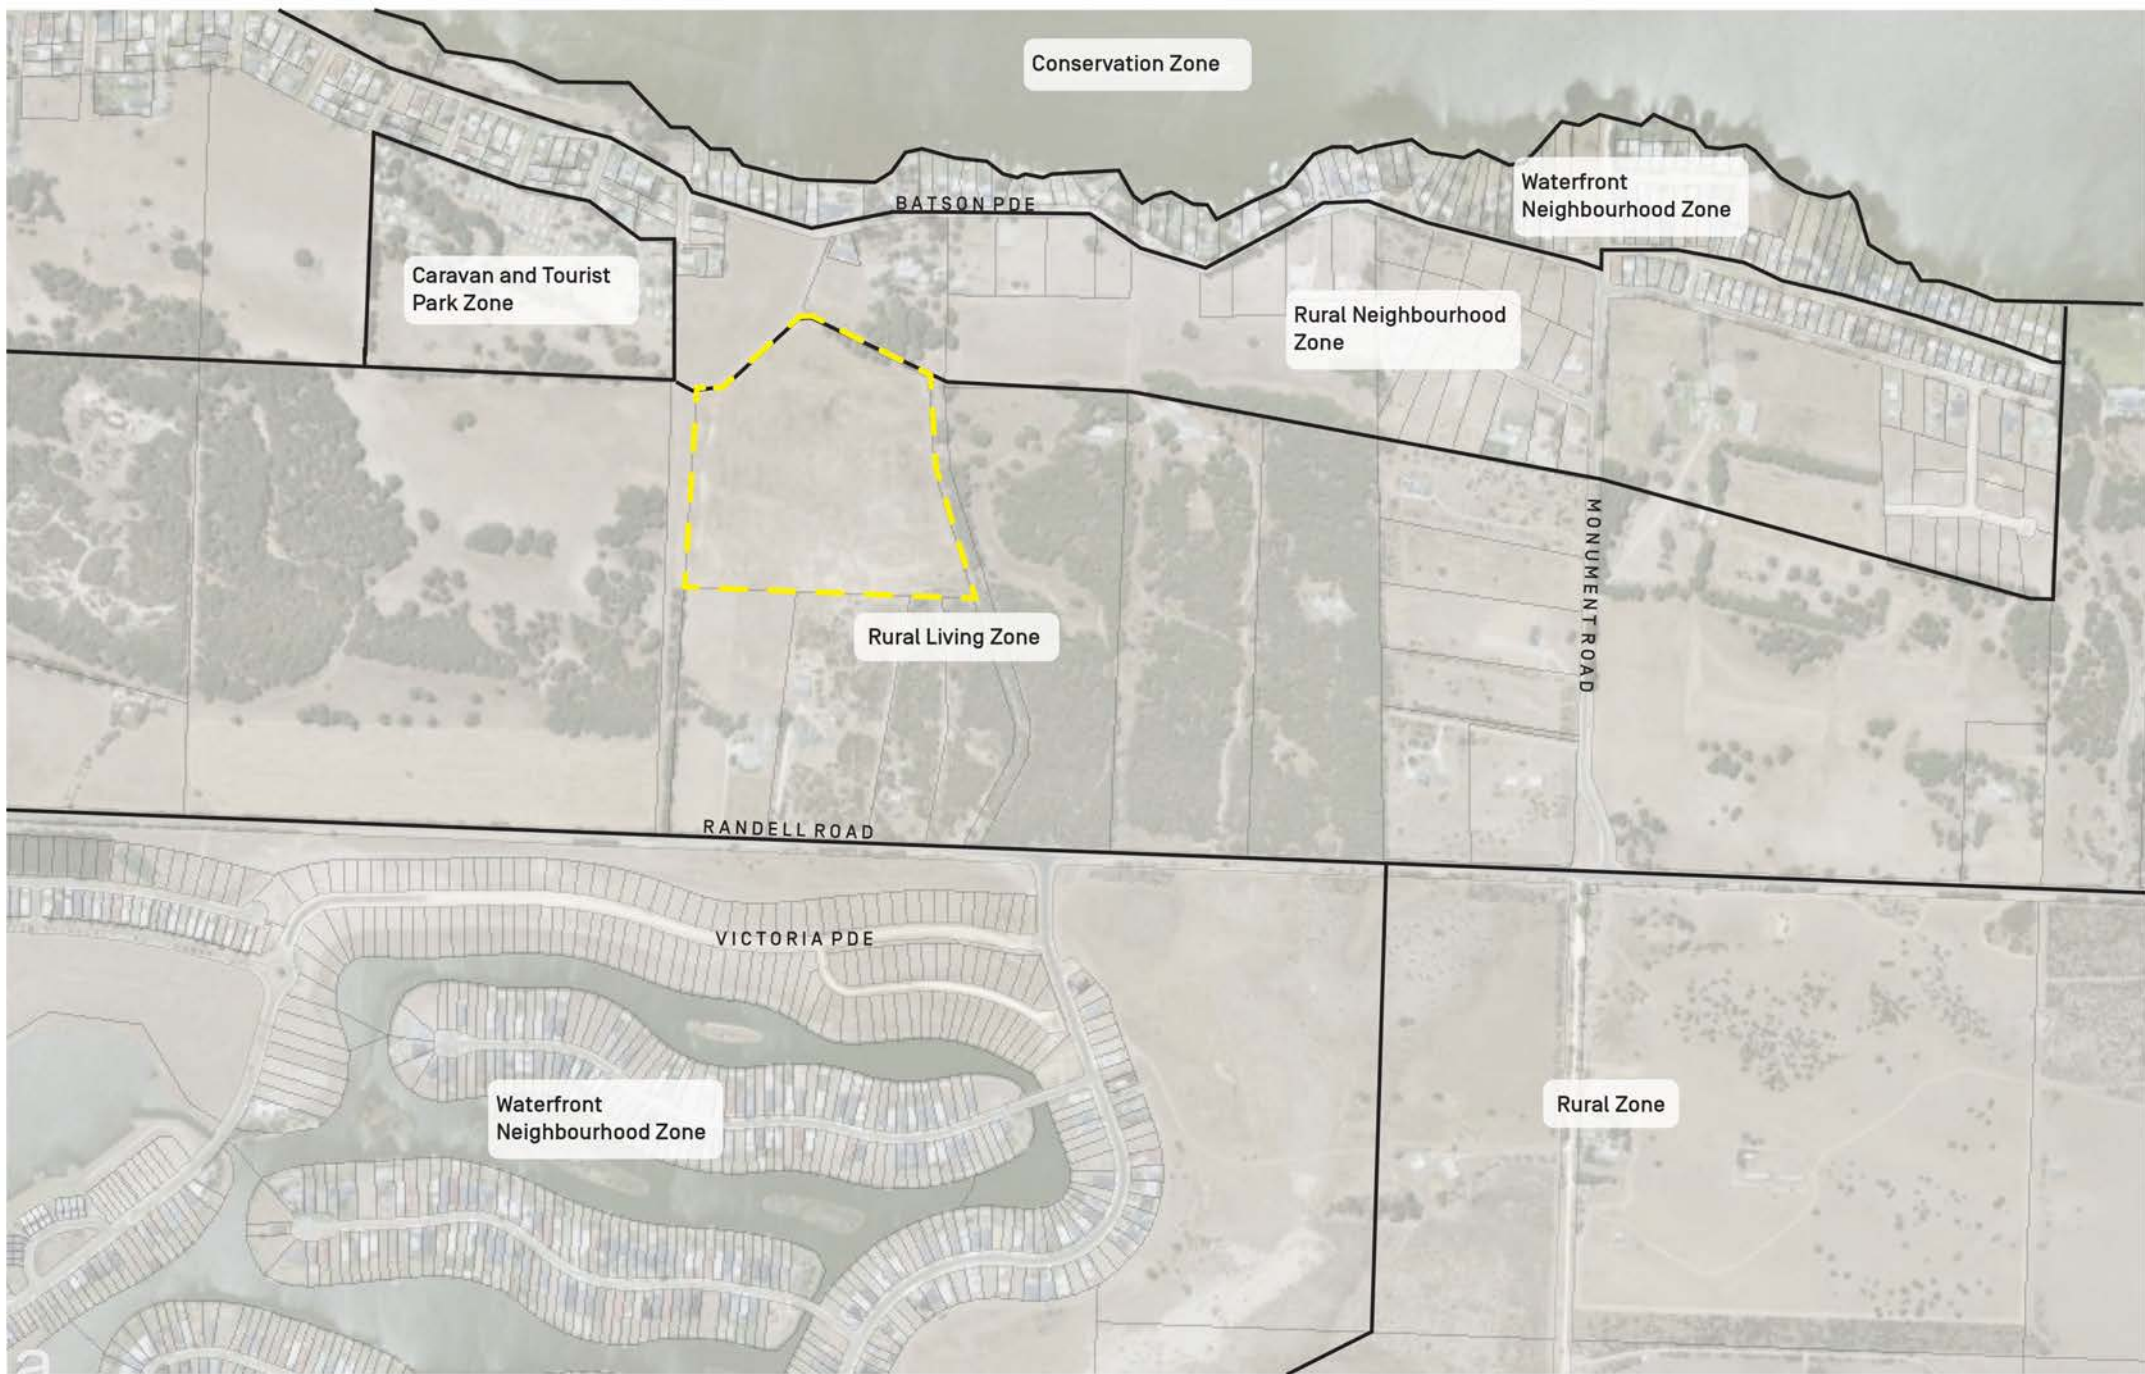 Conservation Zone
BATSON PDE
Waterfront
Neighbourhood Zone
Caravan and Tourist
Park Zone
Rural Neighbourhood
Zone
MONUMENT ROAD
Rural Living Zone
RANDELL ROAD
VICTORIA PDE
Waterfront
Neighbourhood Zone
Rural Zone
a